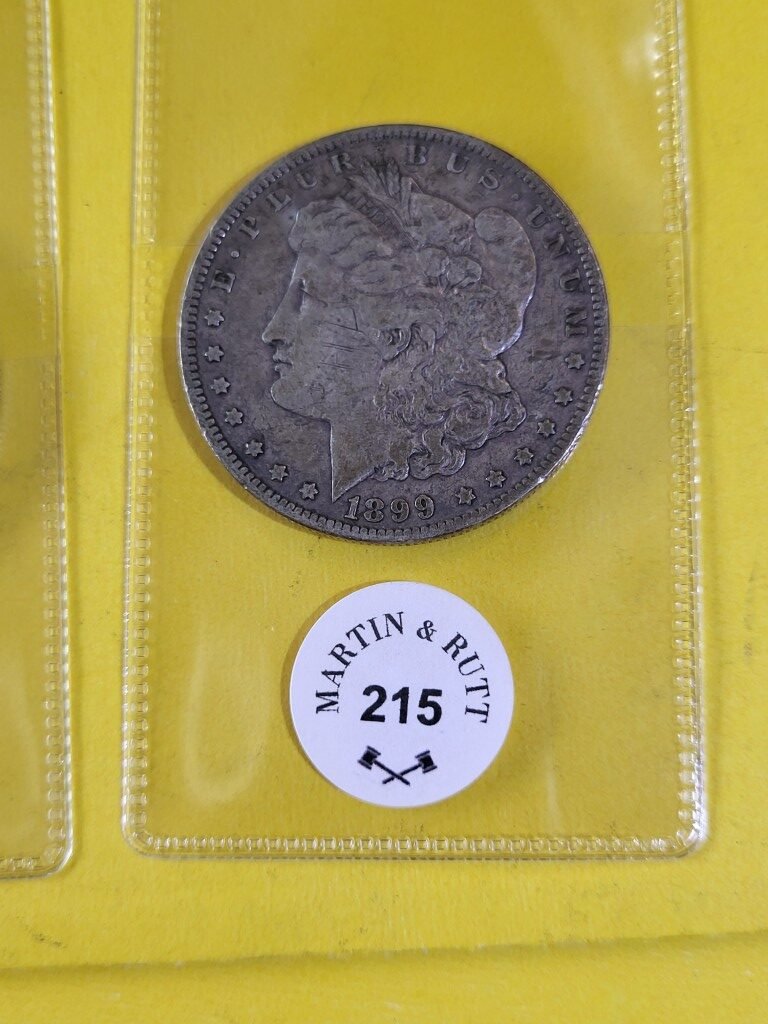 E·PLURIBUS·UNUM
1899
MARTIN & RUTT
215